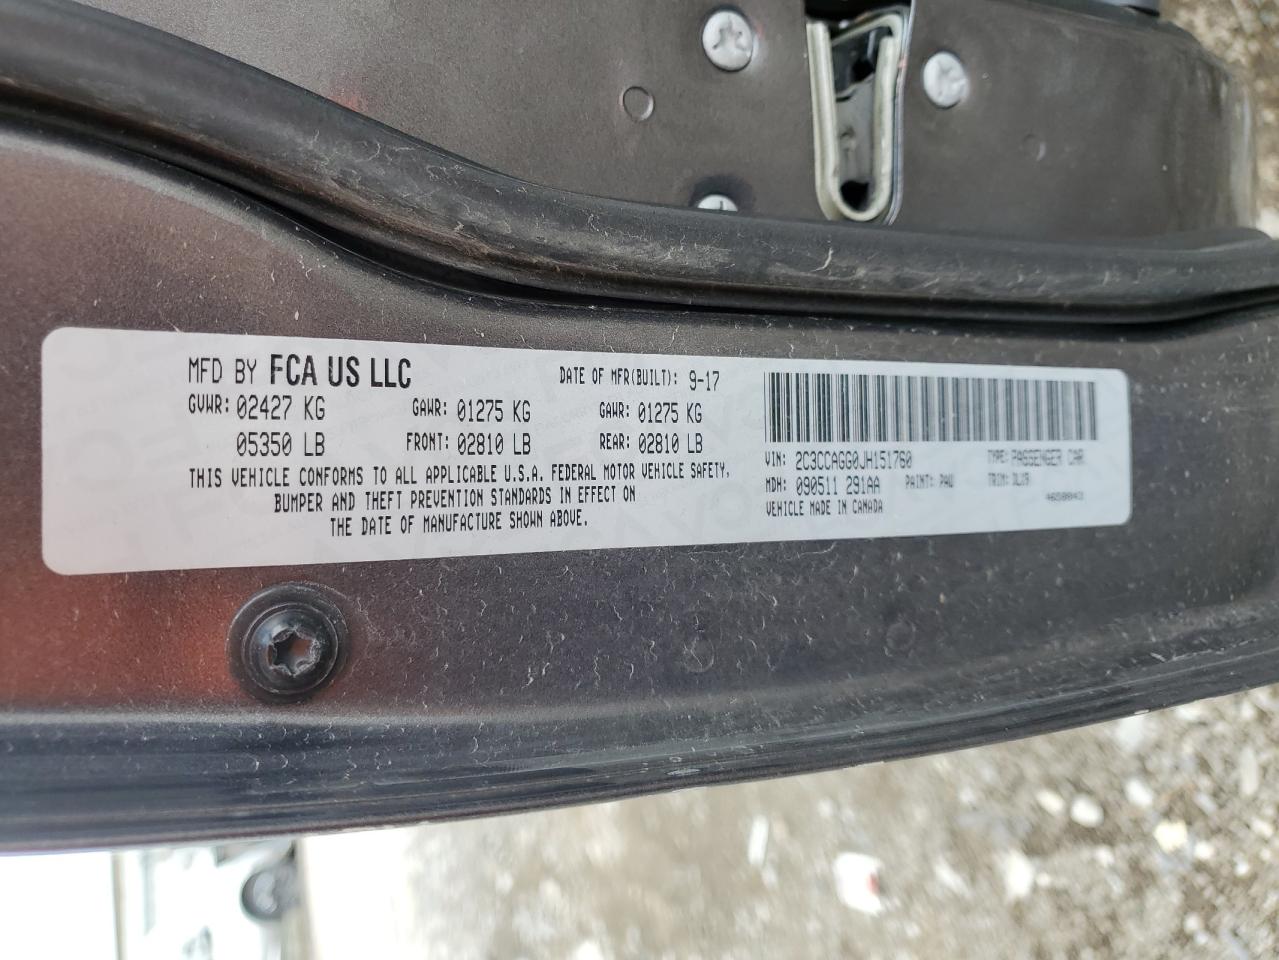 MFD BY FCA US LLC DATE OF MFR(BUILT): 9-17
GVWR: 02427 KG GAWR: 01275 KG GAWR: 01275 KG
05350 LB FRONT: 02810 LB REAR: 02810 LB
THIS VEHICLE CONFORMS TO ALL APPLICABLE U.S.A. FEDERAL MOTOR VEHICLE SAFETY,
BUMPER AND THEFT PREVENTION STANDARDS IN EFFECT ON
THE DATE OF MANUFACTURE SHOWN ABOVE.
VIN: 2C3CCAGG0JH151760 TYPE: PASSENGER CAR
MDH: 090511 291AA PAINT: PAU TRIM: DLX9
VEHICLE MADE IN CANADA 4658043